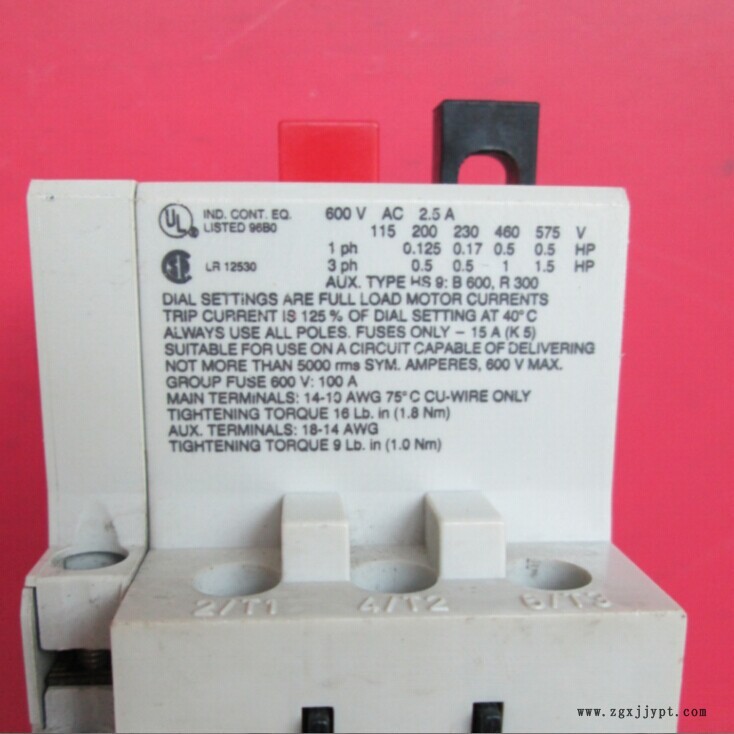 UL
IND. CONT. EQ.
LISTED 96B0
600 V AC 2.5 A
115 200 230 460 575 V
1 ph 0.125 0.17 0.5 0.5 HP
LR 12530
3 ph 0.5 0.5 1 1.5 HP
AUX. TYPE HS 9: B 600, R 300
DIAL SETTINGS ARE FULL LOAD MOTOR CURRENTS
TRIP CURRENT IS 125 % OF DIAL SETTING AT 40°C
ALWAYS USE ALL POLES. FUSES ONLY – 15 A (K 5)
SUITABLE FOR USE ON A CIRCUIT CAPABLE OF DELIVERING
NOT MORE THAN 5000 rms SYM. AMPERES, 600 V MAX.
GROUP FUSE 600 V: 100 A
MAIN TERMINALS: 14-10 AWG 75°C CU-WIRE ONLY
TIGHTENING TORQUE 16 Lb. in (1.8 Nm)
AUX. TERMINALS: 18-14 AWG
TIGHTENING TORQUE 9 Lb. in (1.0 Nm)
2/T1 4/T2 6/T3
www.zgxjjypt.com